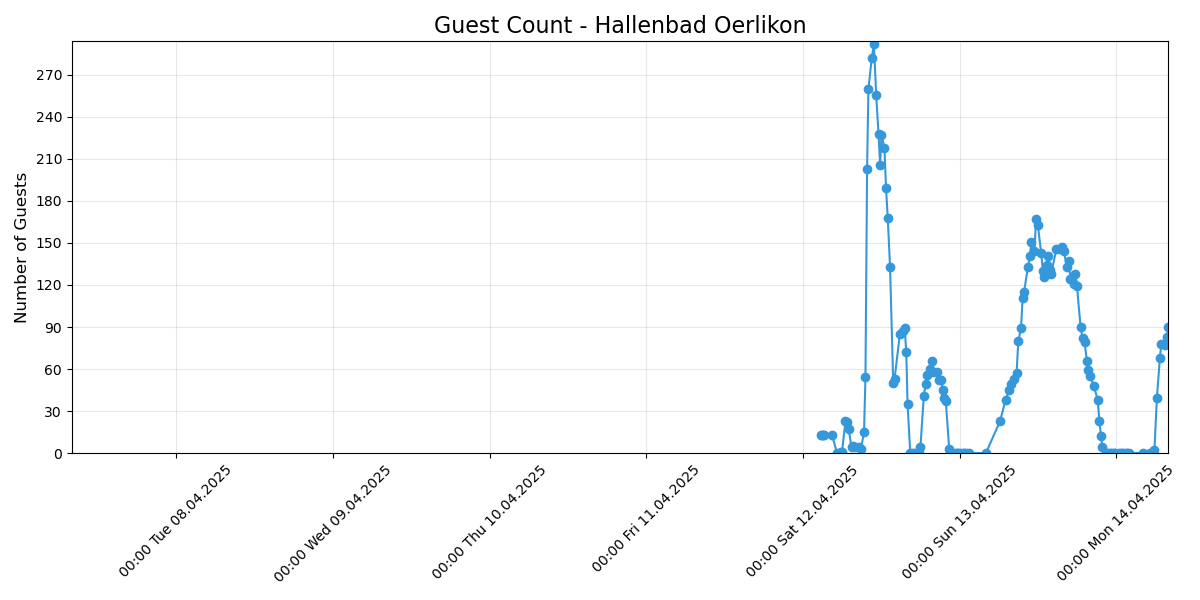 Guest Count - Hallenbad Oerlikon
Number of Guests
270
240
210
180
150
120
90
60
30
0
00:00 Tue 08.04.2025
00:00 Wed 09.04.2025
00:00 Thu 10.04.2025
00:00 Fri 11.04.2025
00:00 Sat 12.04.2025
00:00 Sun 13.04.2025
00:00 Mon 14.04.2025